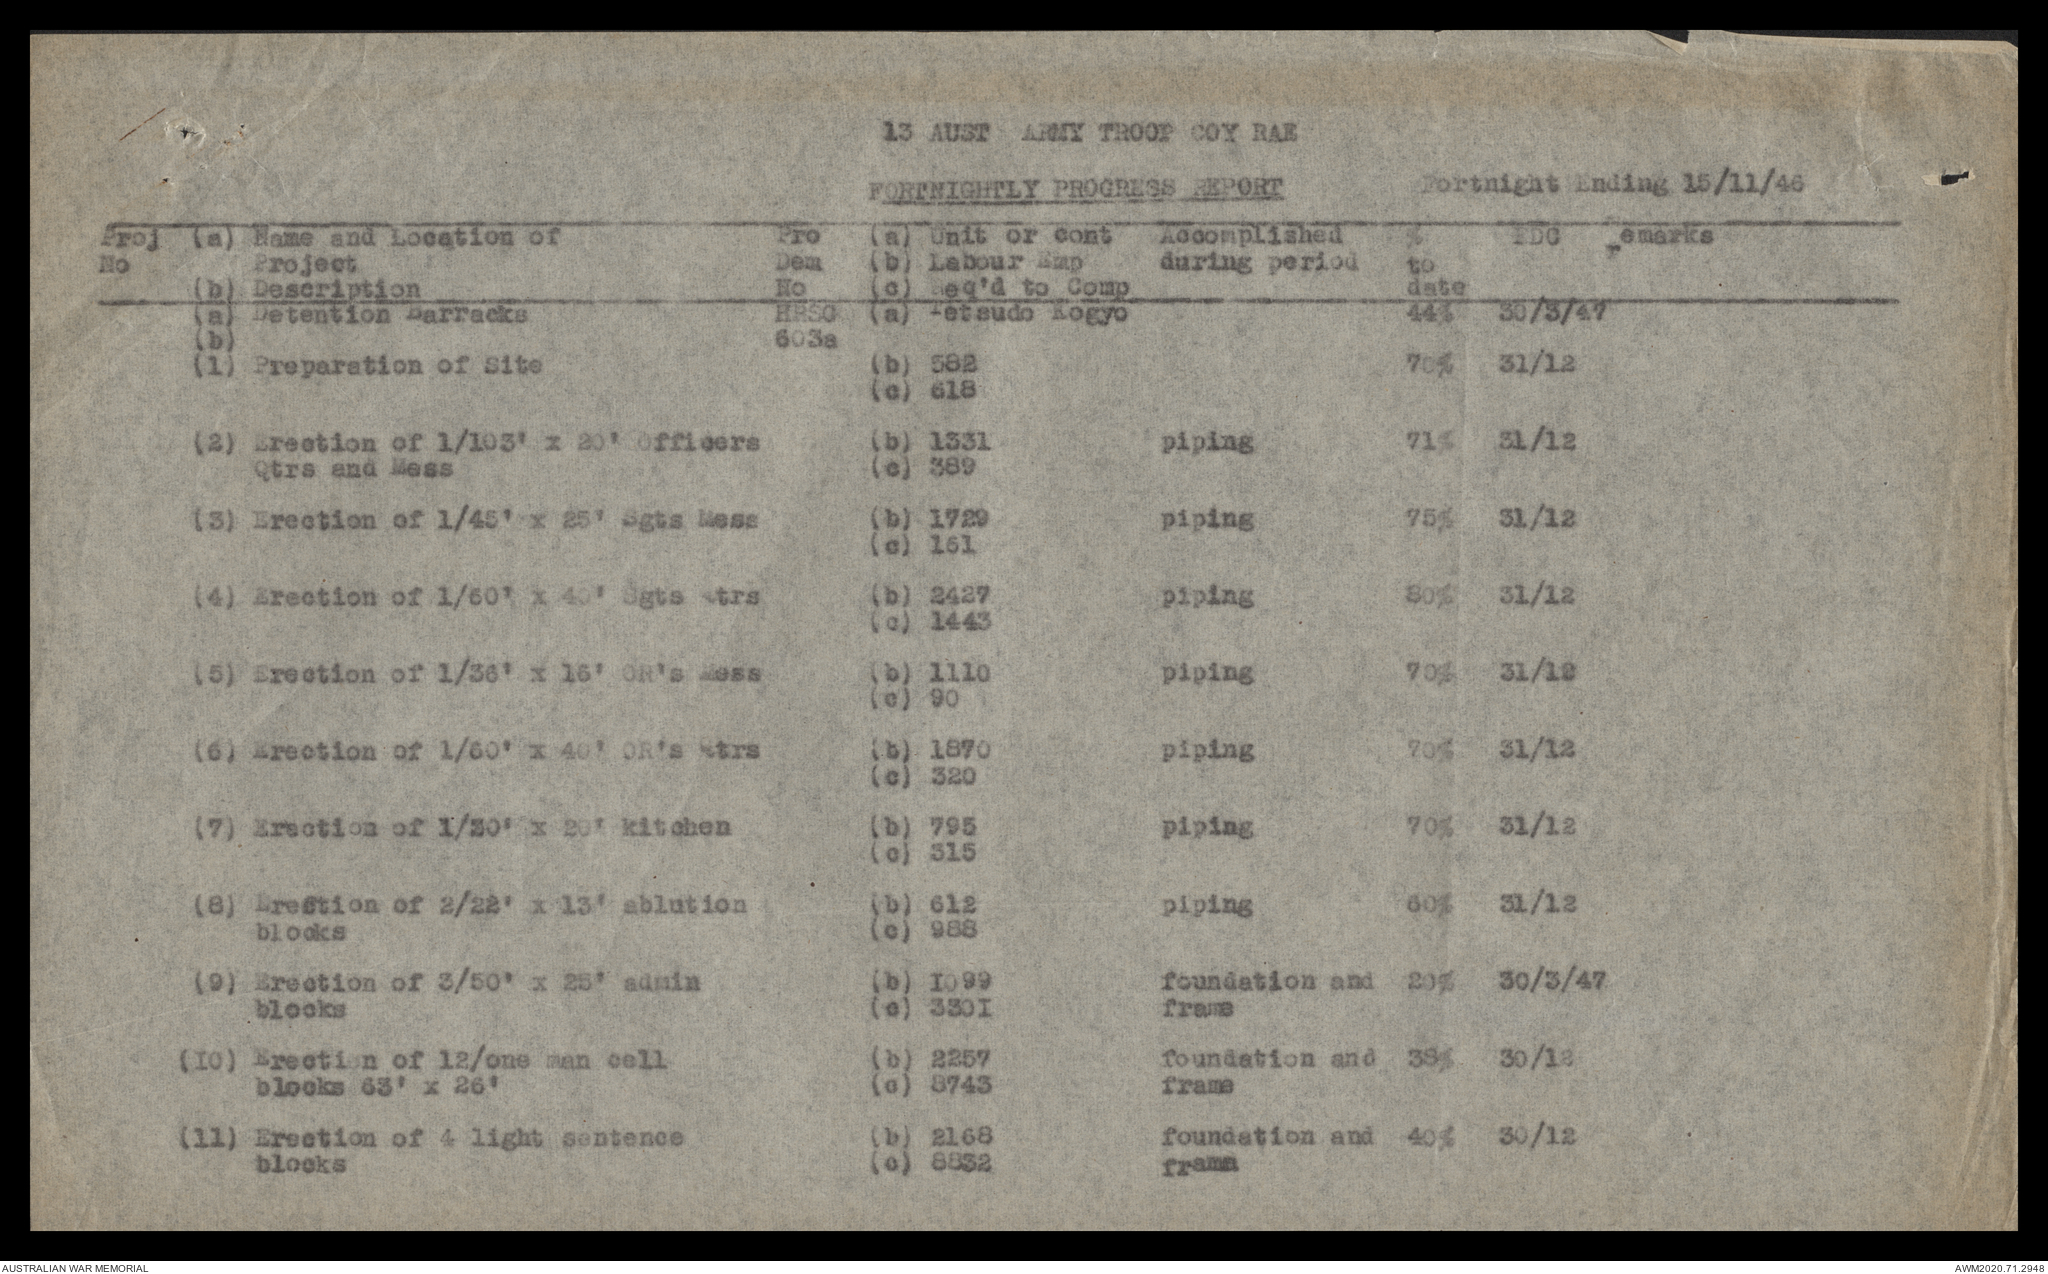 13 AUST ARMY TROOP COY RAE
FORTNIGHTLY PROGRESS REPORT Fortnight Ending 15/11/46
Proj (a) Name and Location of Pro (a) Unit or cont Accomplished % PDC Remarks
No Project Dem (b) Labour Emp during period to
(b) Description No (c) Req'd to Comp date
(a) Detention Barracks HRSC (a) Tetsudo Kogyo 44% 30/3/47
(b) 603a
(1) Preparation of Site (b) 582 70% 31/12
(c) 618
(2) Erection of 1/103' x 20' Officers (b) 1331 piping 71% 31/12
Qtrs and Mess (c) 389
(3) Erection of 1/45' x 25' Sgts Mess (b) 1729 piping 75% 31/12
(c) 161
(4) Erection of 1/60' x 40' Sgts Qtrs (b) 2427 piping 80% 31/12
(c) 1443
(5) Erection of 1/36' x 16' OR's Mess (b) 1110 piping 70% 31/12
(c) 90
(6) Erection of 1/60' x 40' OR's Qtrs (b) 1870 piping 70% 31/12
(c) 320
(7) Erection of 1/30' x 20' kitchen (b) 795 piping 70% 31/12
(c) 315
(8) Erection of 2/22' x 13' ablution (b) 612 piping 60% 31/12
blocks (c) 988
(9) Erection of 3/50' x 25' admin (b) I099 foundation and 20% 30/3/47
blocks (c) 330I frame
(I0) Erection of 12/one man cell (b) 2257 foundation and 38% 30/12
blocks 63' x 26' (c) 8743 frame
(11) Erection of 4 light sentence (b) 2168 foundation and 40% 30/12
blocks (c) 8832 framm
AUSTRALIAN WAR MEMORIAL AWM2020.71.2948